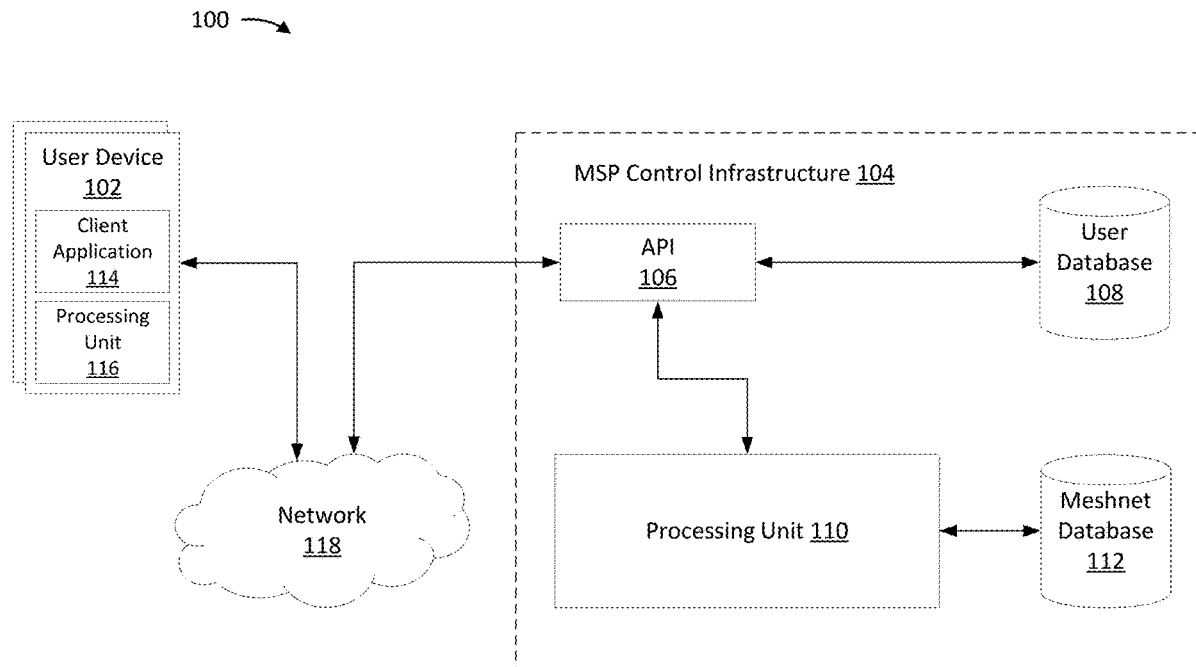 100
User Device
102
Client
Application
114
Processing
Unit
116
Network
118
MSP Control Infrastructure 104
API
106
User
Database
108
Processing Unit 110
Meshnet
Database
112